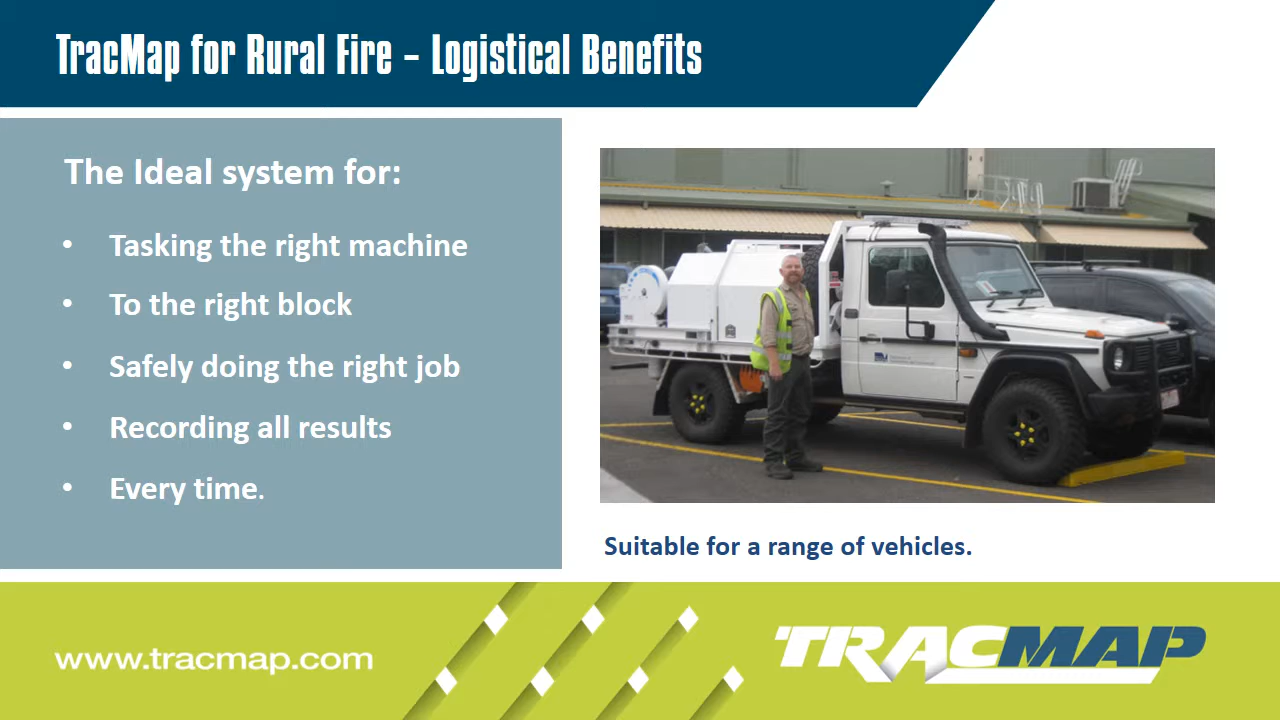 TracMap for Rural Fire – Logistical Benefits
The Ideal system for:
• Tasking the right machine
• To the right block
• Safely doing the right job
• Recording all results
• Every time.
Suitable for a range of vehicles.
www.tracmap.com
TRACMAP